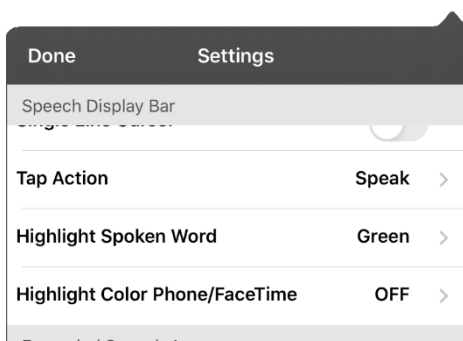 Done Settings
Speech Display Bar
Tap Action Speak
Highlight Spoken Word Green
Highlight Color Phone/FaceTime OFF